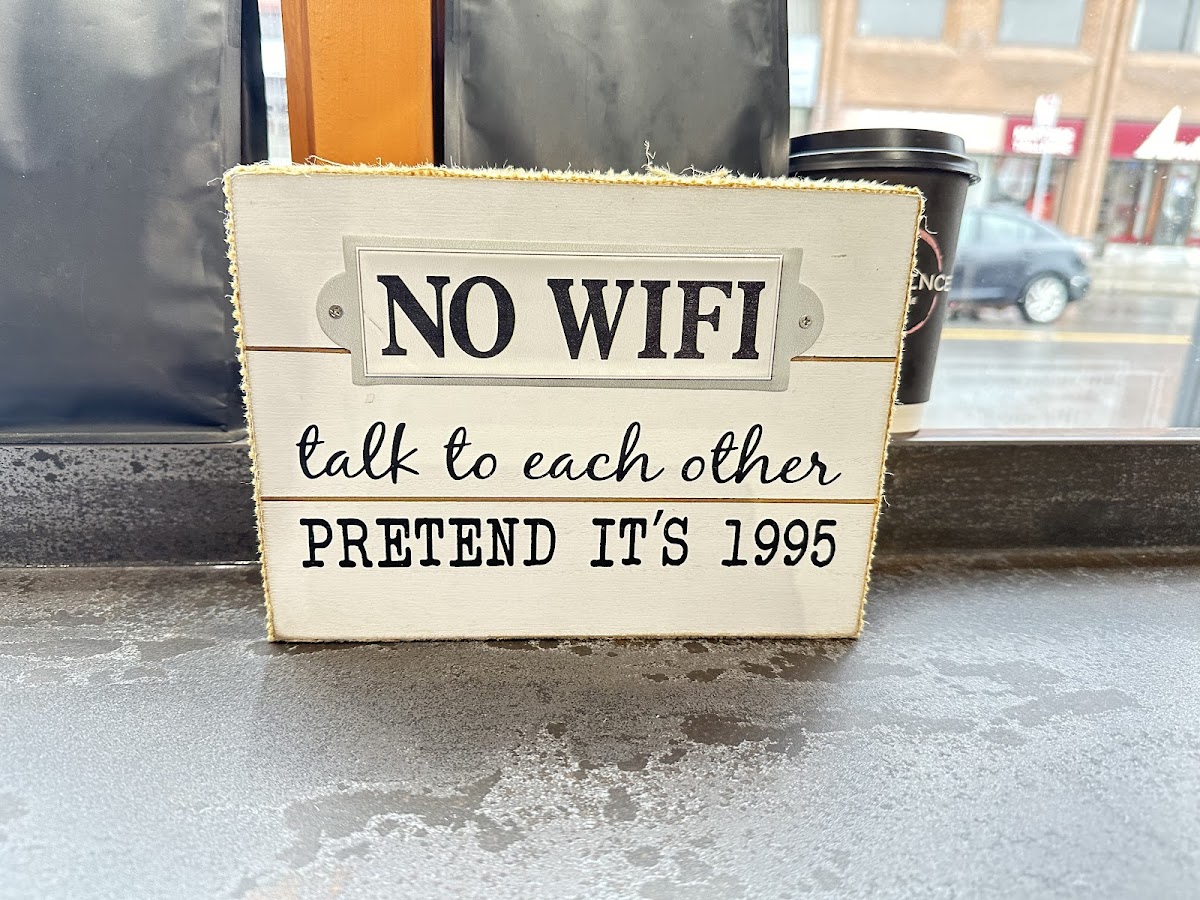 NO WIFI
talk to each other
PRETEND IT'S 1995